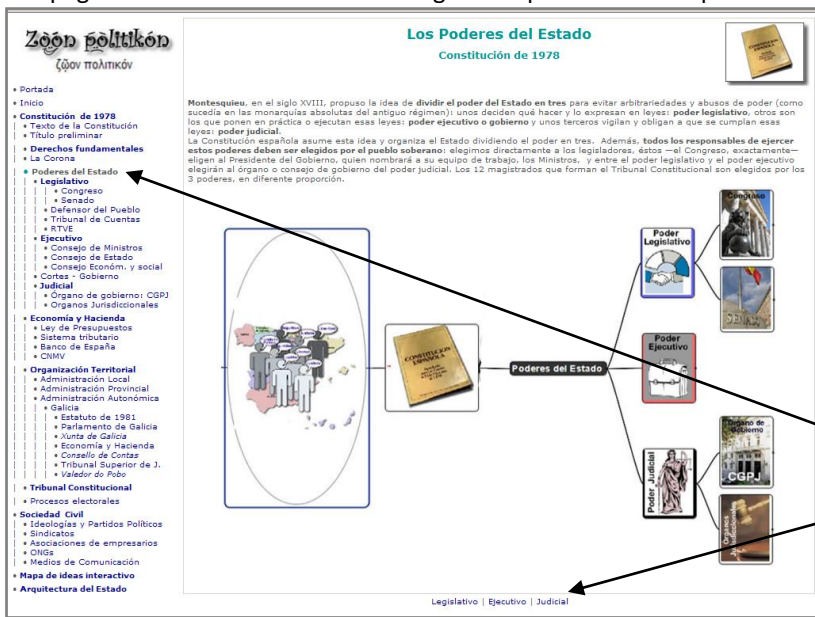 Zōōn politikón
ζῷον πολιτικόν
Portada
Inicio
Constitución de 1978
Texto de la Constitución
Título preliminar
Derechos fundamentales
La Corona
Poderes del Estado
Legislativo
Congreso
Senado
Defensor del Pueblo
Tribunal de Cuentas
RTVE
Ejecutivo
Consejo de Ministros
Consejo de Estado
Consejo Económ. y social
Cortes - Gobierno
Judicial
Órgano de gobierno: CGPJ
Órganos Jurisdiccionales
Economía y Hacienda
Ley de Presupuestos
Sistema tributario
Banco de España
CNMV
Organización Territorial
Administración Local
Administración Provincial
Administración Autonómica
Galicia
Estatuto de 1981
Parlamento de Galicia
Xunta de Galicia
Economía y Hacienda
Consello de Contas
Tribunal Superior de J.
Valedor do Pobo
Tribunal Constitucional
Procesos electorales
Sociedad Civil
Ideologías y Partidos Políticos
Sindicatos
Asociaciones de empresarios
ONGs
Medios de Comunicación
Mapa de ideas interactivo
Arquitectura del Estado
Los Poderes del Estado
Constitución de 1978
Montesquieu, en el siglo XVIII, propuso la idea de dividir el poder del Estado en tres para evitar arbitrariedades y abusos de poder (como
sucedía en las monarquías absolutas del antiguo régimen): unos deciden qué hacer y lo expresan en leyes: poder legislativo, otros son
los que ponen en práctica o ejecutan esas leyes: poder ejecutivo o gobierno y unos terceros vigilan y obligan a que se cumplan esas
leyes: poder judicial.
La Constitución española asume esta idea y organiza el Estado dividiendo el poder en tres. Además, todos los responsables de ejercer
estos poderes deben ser elegidos por el pueblo soberano: elegimos directamente a los legisladores, éstos —el Congreso, exactamente—
eligen al Presidente del Gobierno, quien nombrará a su equipo de trabajo, los Ministros, y entre el poder legislativo y el poder ejecutivo
elegirán al órgano o consejo de gobierno del poder judicial. Los 12 magistrados que forman el Tribunal Constitucional son elegidos por los
3 poderes, en diferente proporción.
CONSTITUCION
ESPAÑOLA
Poderes del Estado
Poder
Legislativo
Congreso
SENADO
Poder
Ejecutivo
Poder Judicial
Órgano de
Gobierno
CGPJ
Órganos
Jurisdiccionales
Legislativo | Ejecutivo | Judicial